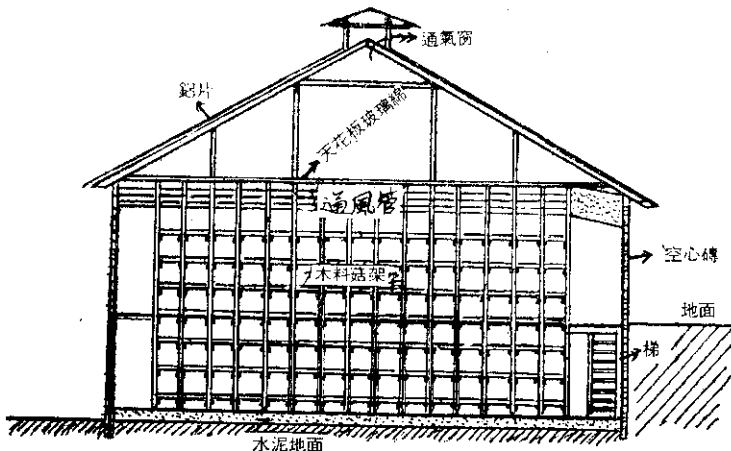 通氣窗
鋁片
天花板玻璃綿
通風管
木料菇架
空心磚
地面
梯
水泥地面